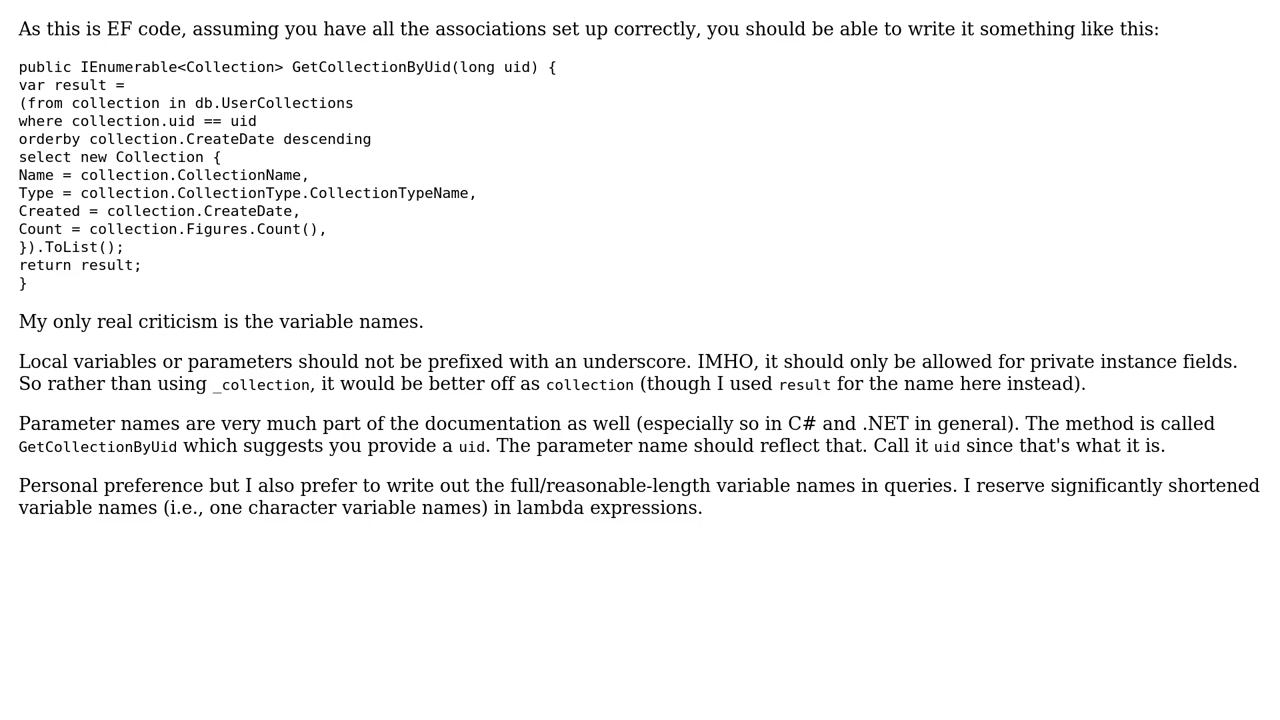 As this is EF code, assuming you have all the associations set up correctly, you should be able to write it something like this:
public IEnumerable<Collection> GetCollectionByUid(long uid) {
var result =
(from collection in db.UserCollections
where collection.uid == uid
orderby collection.CreateDate descending
select new Collection {
Name = collection.CollectionName,
Type = collection.CollectionType.CollectionTypeName,
Created = collection.CreateDate,
Count = collection.Figures.Count(),
}).ToList();
return result;
}
My only real criticism is the variable names.
Local variables or parameters should not be prefixed with an underscore. IMHO, it should only be allowed for private instance fields.
So rather than using _collection, it would be better off as collection (though I used result for the name here instead).
Parameter names are very much part of the documentation as well (especially so in C# and .NET in general). The method is called
GetCollectionByUid which suggests you provide a uid. The parameter name should reflect that. Call it uid since that's what it is.
Personal preference but I also prefer to write out the full/reasonable-length variable names in queries. I reserve significantly shortened
variable names (i.e., one character variable names) in lambda expressions.